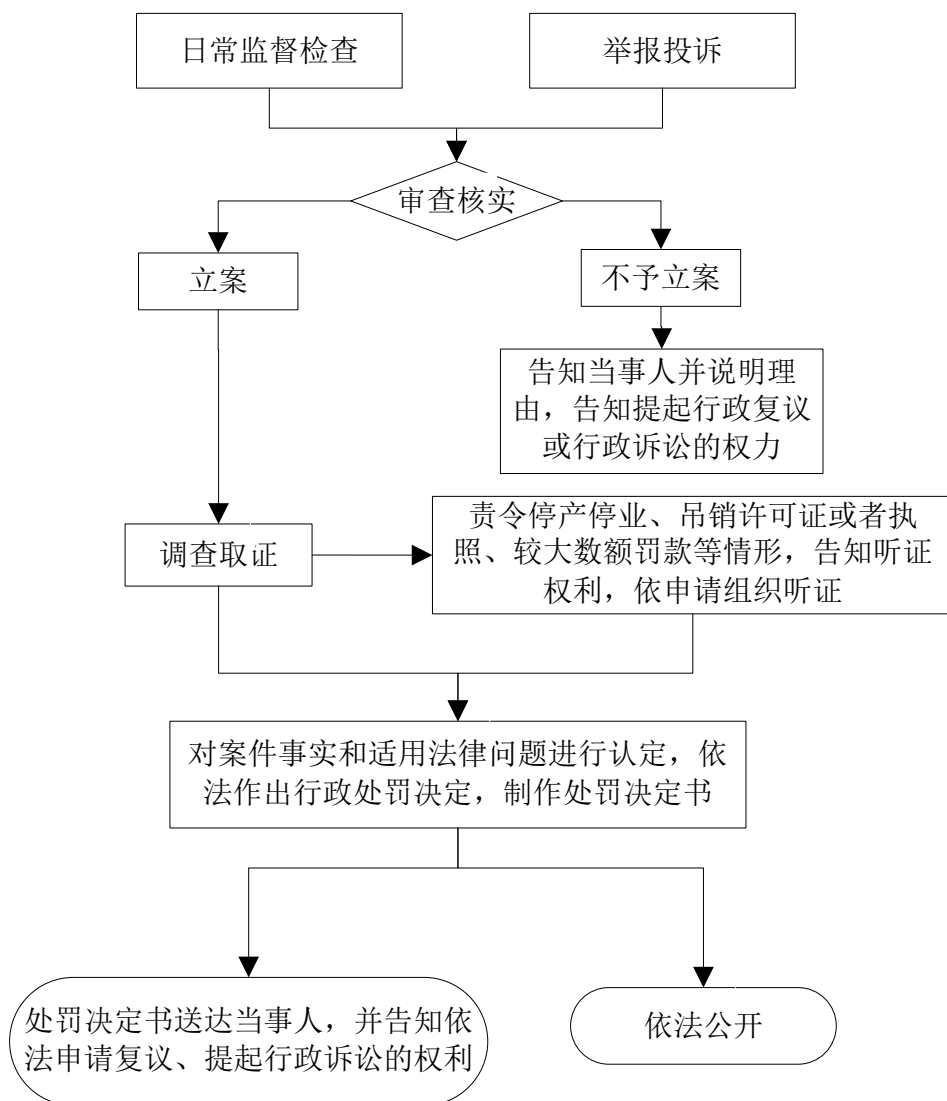 日常监督检查
举报投诉
审查核实
立案
不予立案
告知当事人并说明理
由，告知提起行政复议
或行政诉讼的权力
调查取证
责令停产停业、吊销许可证或者执
照、较大数额罚款等情形，告知听证
权利，依申请组织听证
对案件事实和适用法律问题进行认定，依
法作出行政处罚决定，制作处罚决定书
处罚决定书送达当事人，并告知依
法申请复议、提起行政诉讼的权利
依法公开